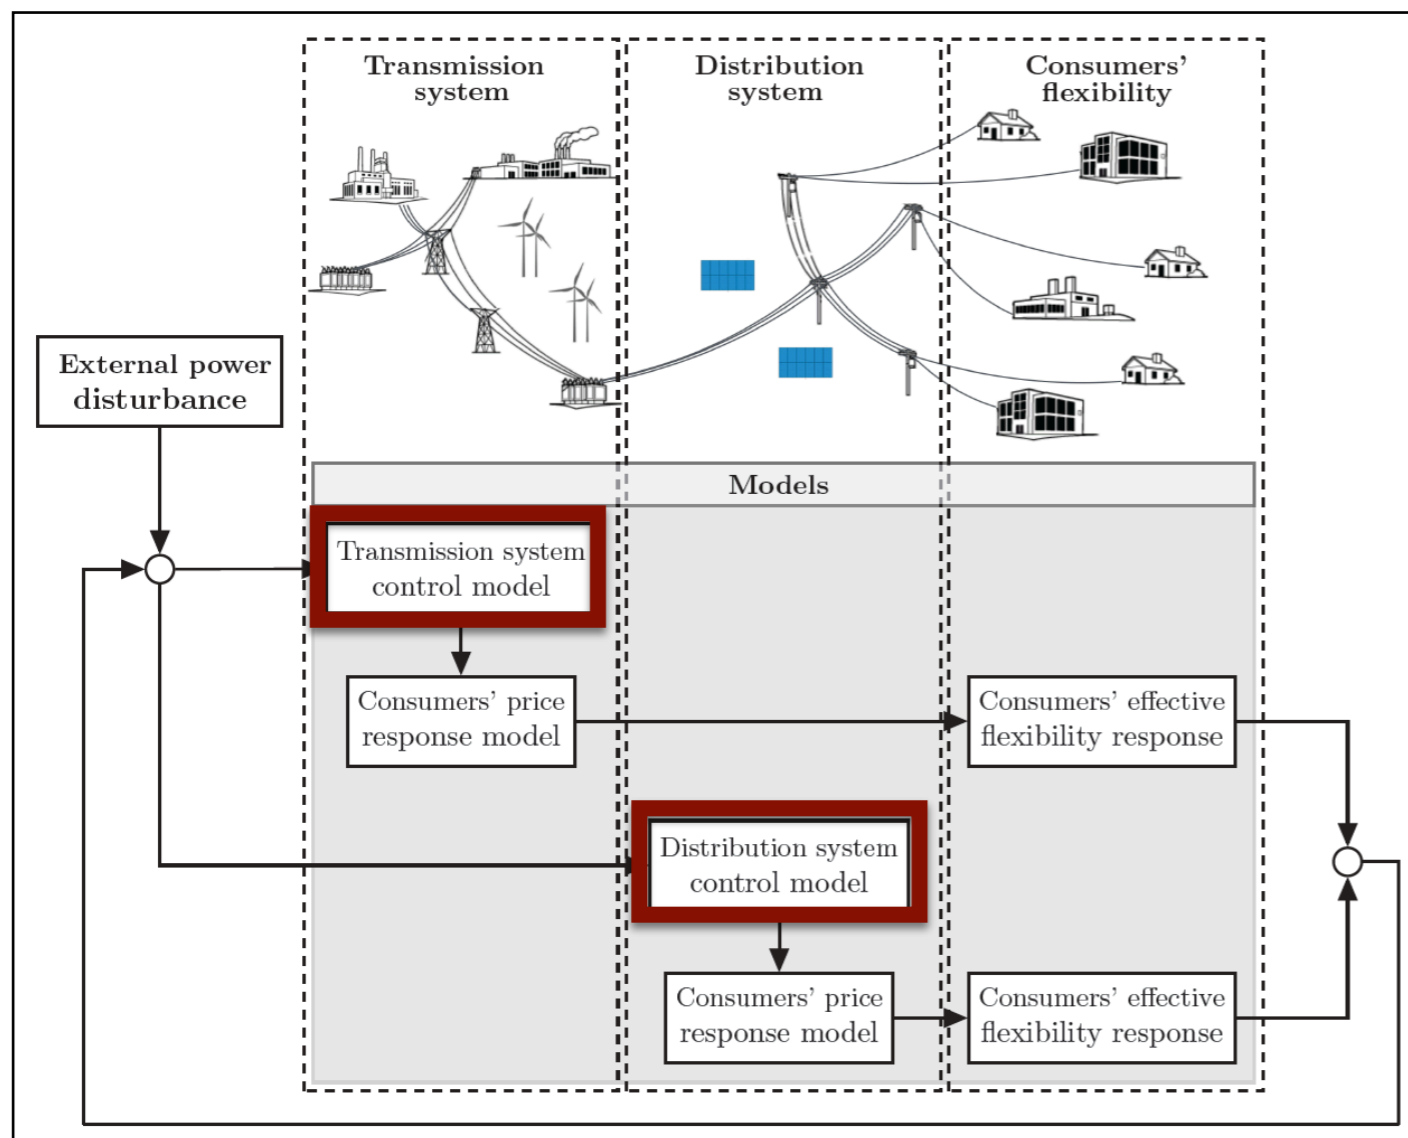 Transmission
system
Distribution
system
Consumers'
flexibility
External power
disturbance
Models
Transmission system
control model
Consumers' price
response model
Consumers' effective
flexibility response
Distribution system
control model
Consumers' price
response model
Consumers' effective
flexibility response